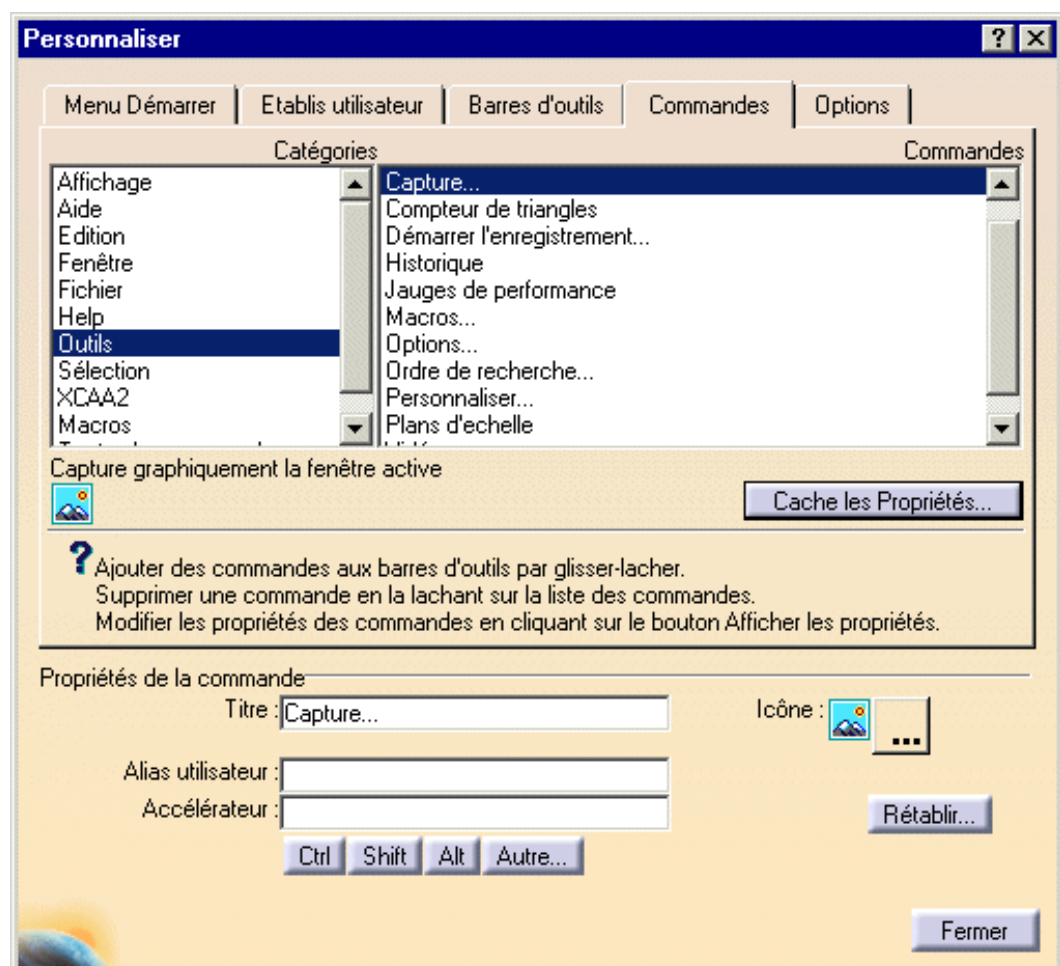 Personnaliser
Menu Démarrer Etablis utilisateur Barres d'outils Commandes Options
Catégories Commandes
Affichage
Aide
Edition
Fenêtre
Fichier
Help
Outils
Sélection
XCAA2
Macros
Capture...
Compteur de triangles
Démarrer l'enregistrement...
Historique
Jauges de performance
Macros...
Options...
Ordre de recherche...
Personnaliser...
Plans d'echelle
Capture graphiquement la fenêtre active
Cache les Propriétés...
? Ajouter des commandes aux barres d'outils par glisser-lacher.
Supprimer une commande en la lachant sur la liste des commandes.
Modifier les propriétés des commandes en cliquant sur le bouton Afficher les propriétés.
Propriétés de la commande
Titre : Capture... Icône : ...
Alias utilisateur :
Accélérateur : Rétablir...
Ctrl Shift Alt Autre...
Fermer